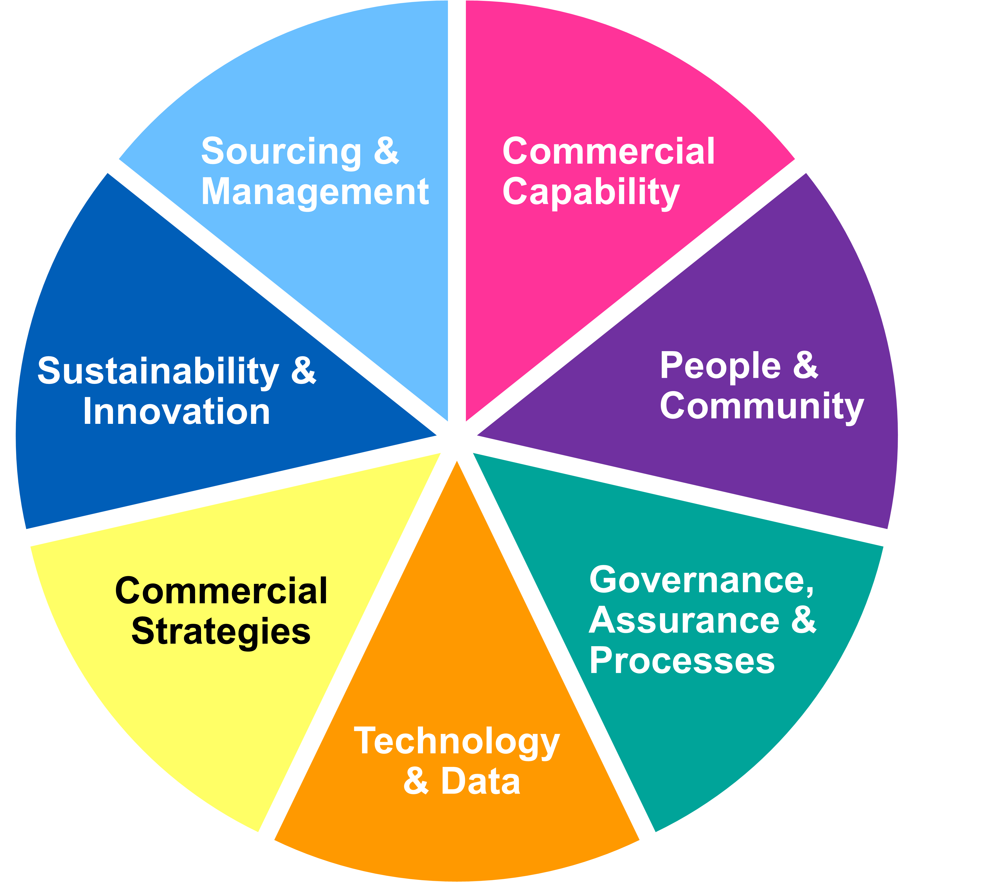 Sourcing &
Management
Commercial
Capability
People &
Community
Governance,
Assurance &
Processes
Technology
& Data
Commercial
Strategies
Sustainability &
Innovation